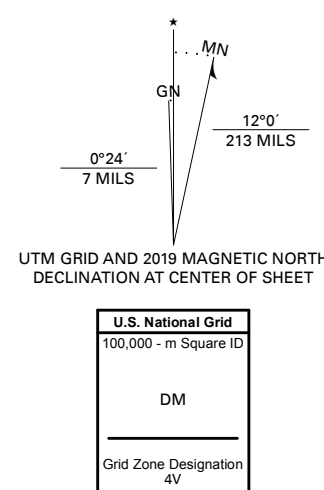 ★
MN
GN
12°0´
213 MILS
0°24´
7 MILS
UTM GRID AND 2019 MAGNETIC NORTH
DECLINATION AT CENTER OF SHEET
U.S. National Grid
100,000 - m Square ID
DM
Grid Zone Designation
4V